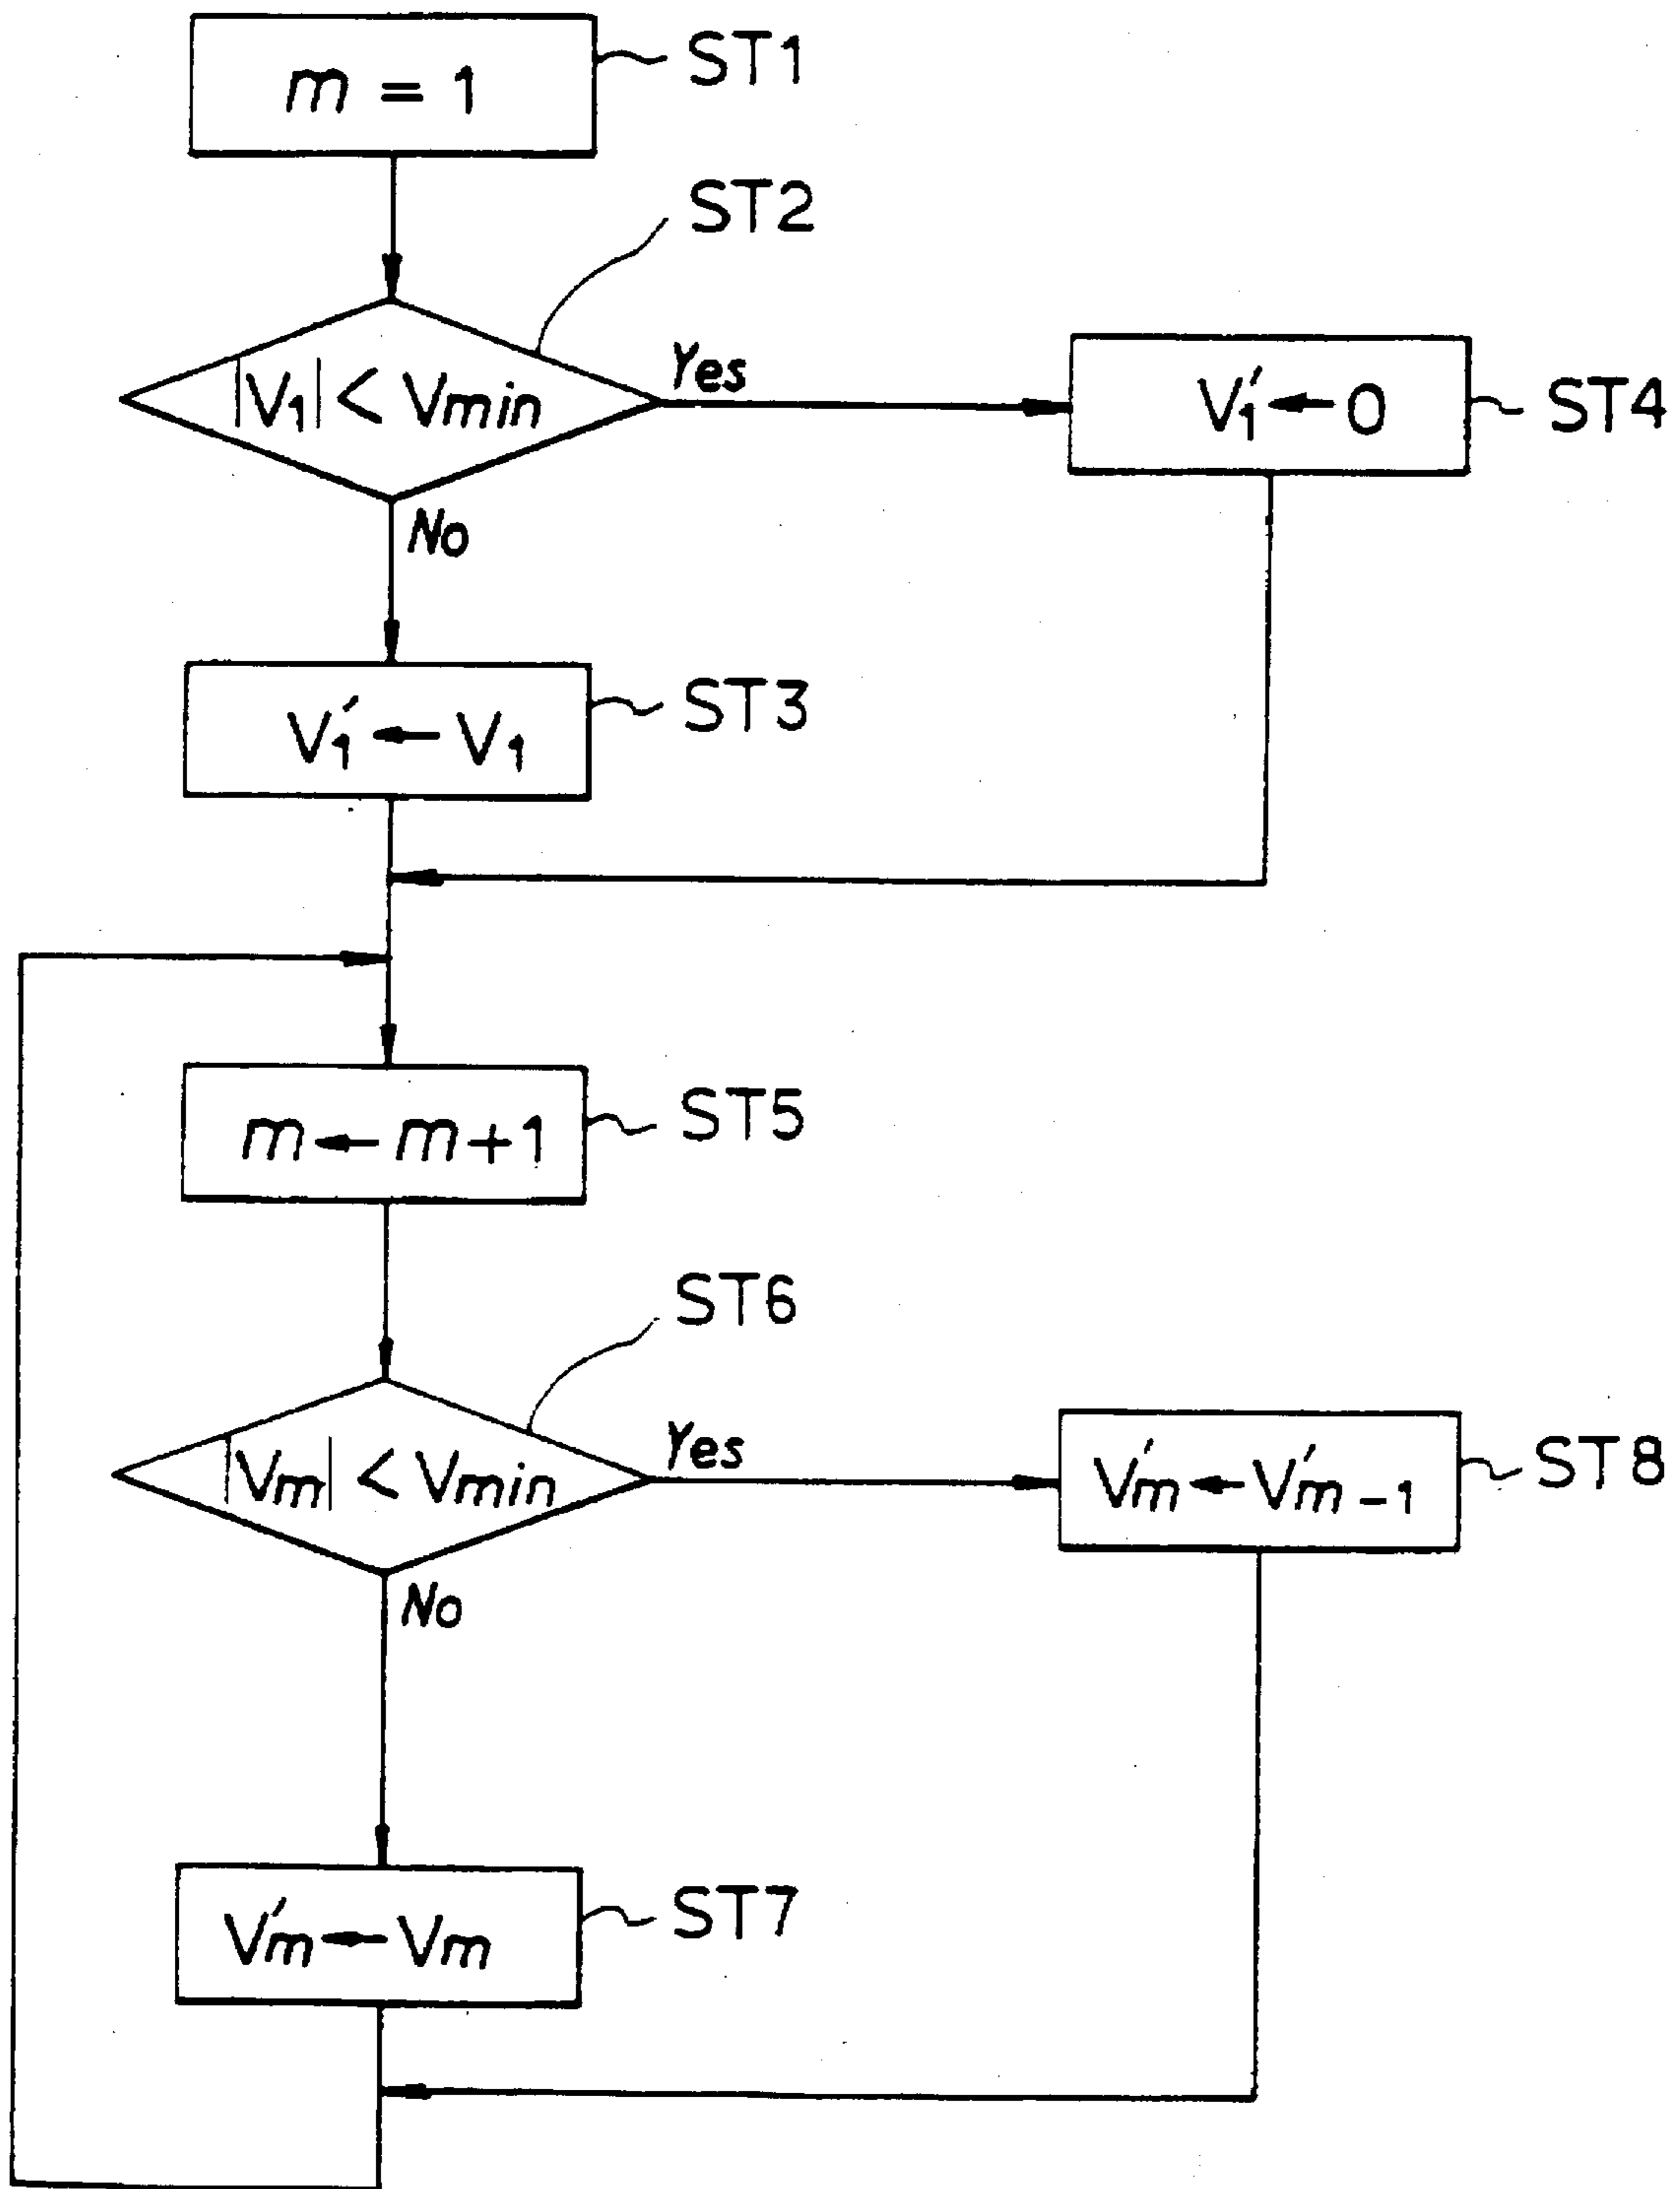 m = 1
ST1
ST2
|V1| < Vmin
Yes
V1′ ← 0
ST4
No
V1′ ← V1
ST3
m ← m+1
ST5
ST6
|Vm| < Vmin
Yes
Vm′ ← Vm′-1
ST8
No
Vm′ ← Vm
ST7